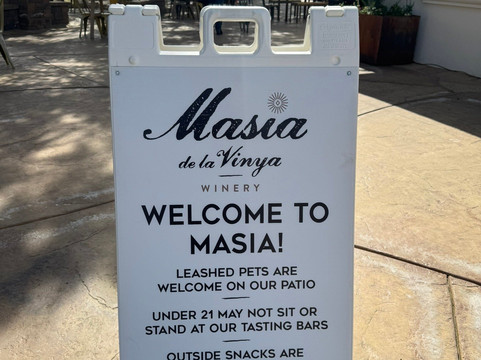 Masia
de la Vinya
WINERY
WELCOME TO
MASIA!
LEASHED PETS ARE
WELCOME ON OUR PATIO
UNDER 21 MAY NOT SIT OR
STAND AT OUR TASTING BARS
OUTSIDE SNACKS ARE